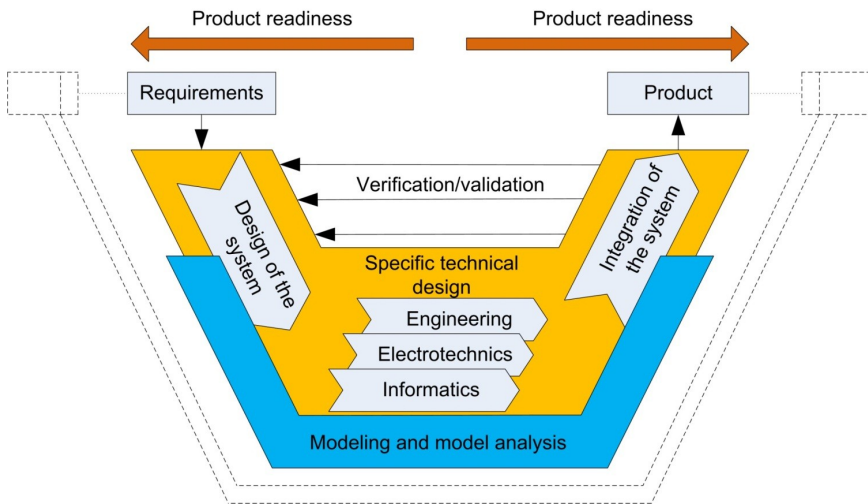 Product readiness
Product readiness
Requirements
Product
Verification/validation
Design of the
system
Integration of
the system
Specific technical
design
Engineering
Electrotechnics
Informatics
Modeling and model analysis